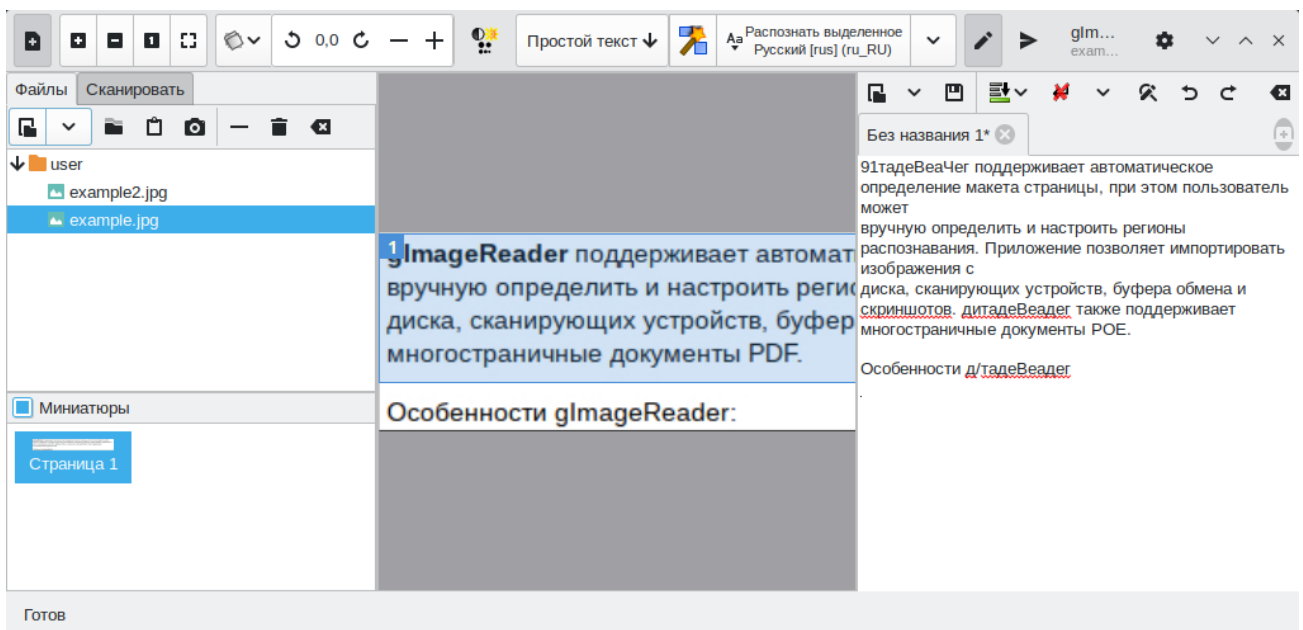 0,0
Простой текст
Распознать выделенное
Русский [rus] (ru_RU)
gIm...
exam...
Файлы
Сканировать
user
example2.jpg
example.jpg
Миниатюры
Страница 1
1
gImageReader поддерживает автомат
вручную определить и настроить реги
диска, сканирующих устройств, буфер
многостраничные документы PDF.
Особенности gImageReader:
Без названия 1*
91тадеВеаЧег поддерживает автоматическое
определение макета страницы, при этом пользователь
может
вручную определить и настроить регионы
распознавания. Приложение позволяет импортировать
изображения с
диска, сканирующих устройств, буфера обмена и
скриншотов. дитадеВеадег также поддерживает
многостраничные документы РОЕ.
Особенности д/тадеВеадег
.
Готов